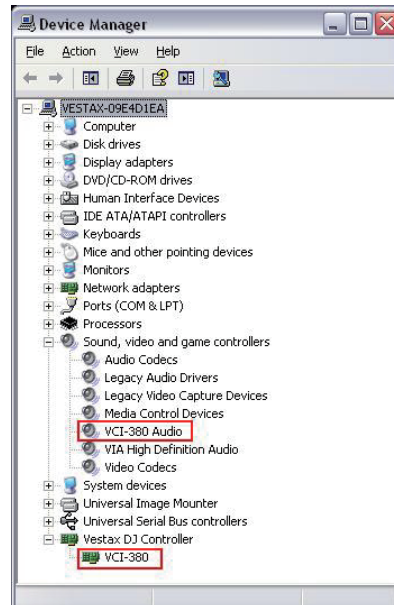 Device Manager
File Action View Help
VESTAX-09E4D1EA
Computer
Disk drives
Display adapters
DVD/CD-ROM drives
Human Interface Devices
IDE ATA/ATAPI controllers
Keyboards
Mice and other pointing devices
Monitors
Network adapters
Ports (COM & LPT)
Processors
Sound, video and game controllers
Audio Codecs
Legacy Audio Drivers
Legacy Video Capture Devices
Media Control Devices
VCI-380 Audio
VIA High Definition Audio
Video Codecs
System devices
Universal Image Mounter
Universal Serial Bus controllers
Vestax DJ Controller
VCI-380